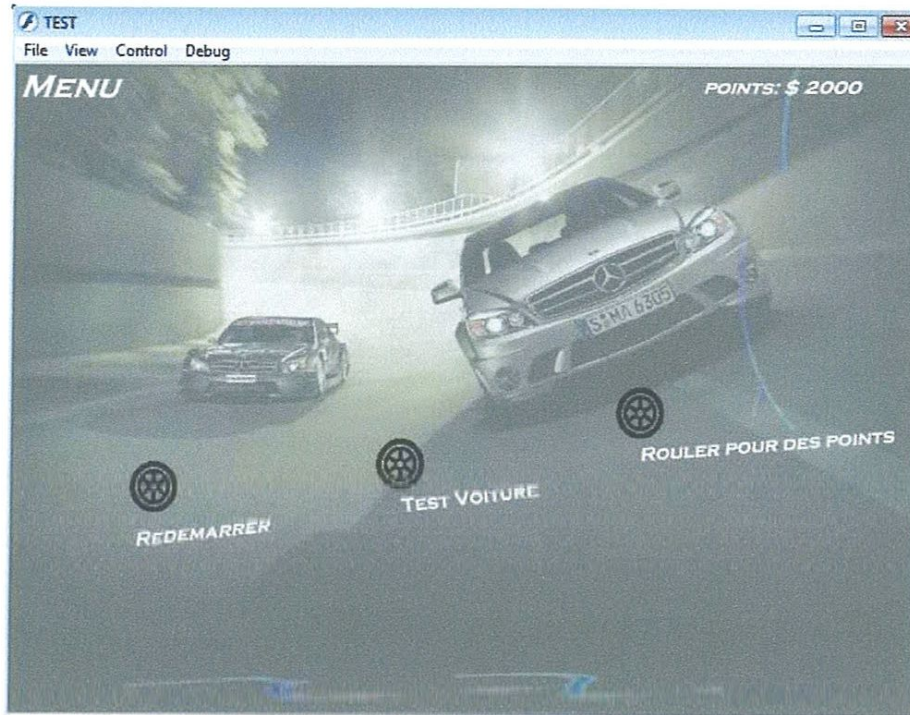 TEST
File View Control Debug
MENU
POINTS: $ 2000
S MA 6305
ROULER POUR DES POINTS
TEST VOITURE
REDEMARRER